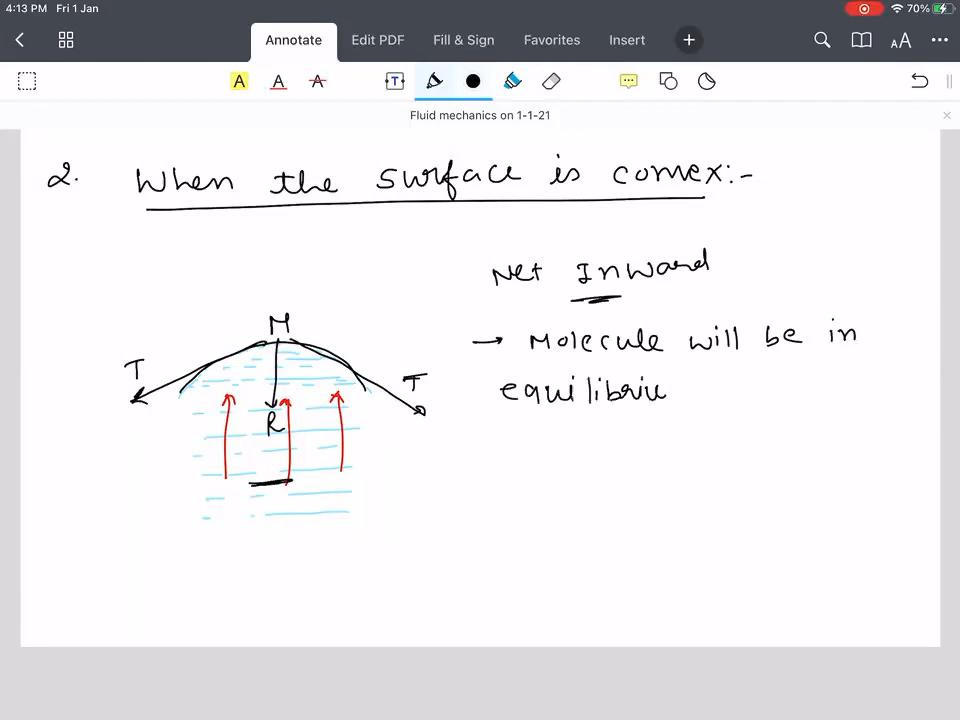 4:13 PM Fri 1 Jan
70%
Annotate Edit PDF Fill & Sign Favorites Insert
A A A T AA
Fluid mechanics on 1-1-21
2. When the surface is convex:-
Net Inward
M
→ Molecule will be in
T T
equilibriu
R